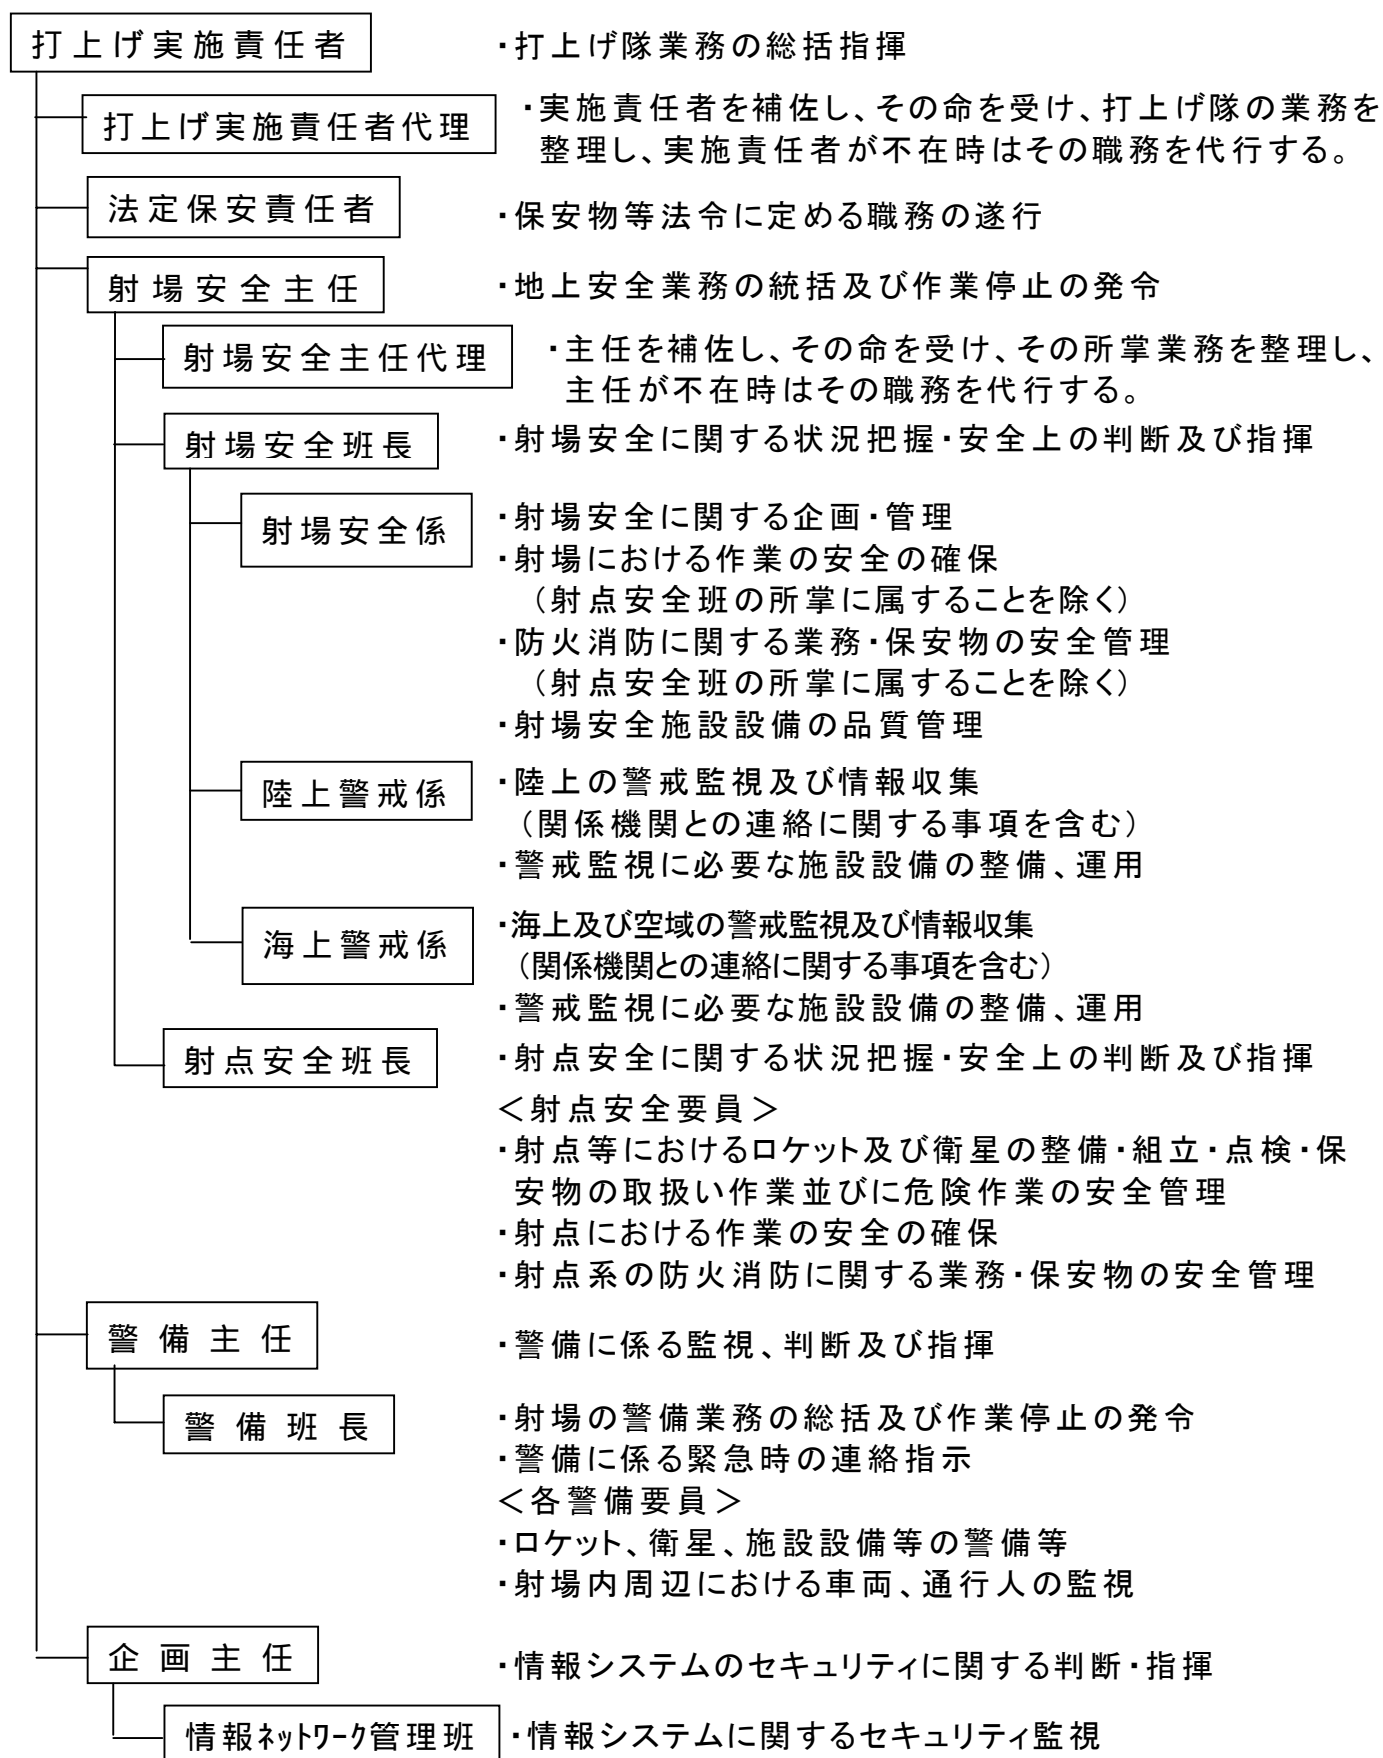 打上げ実施責任者 ・打上げ隊業務の総括指揮
打上げ実施責任者代理 ・実施責任者を補佐し、その命を受け、打上げ隊の業務を
整理し、実施責任者が不在時はその職務を代行する。
法定保安責任者 ・保安物等法令に定める職務の遂行
射場安全主任 ・地上安全業務の統括及び作業停止の発令
射場安全主任代理 ・主任を補佐し、その命を受け、その所掌業務を整理し、
主任が不在時はその職務を代行する。
射場安全班長 ・射場安全に関する状況把握・安全上の判断及び指揮
射場安全係 ・射場安全に関する企画・管理
・射場における作業の安全の確保
（射点安全班の所掌に属することを除く）
・防火消防に関する業務・保安物の安全管理
（射点安全班の所掌に属することを除く）
・射場安全施設設備の品質管理
陸上警戒係 ・陸上の警戒監視及び情報収集
（関係機関との連絡に関する事項を含む）
・警戒監視に必要な施設設備の整備、運用
海上警戒係 ・海上及び空域の警戒監視及び情報収集
（関係機関との連絡に関する事項を含む）
・警戒監視に必要な施設設備の整備、運用
射点安全班長 ・射点安全に関する状況把握・安全上の判断及び指揮
＜射点安全要員＞
・射点等におけるロケット及び衛星の整備・組立・点検・保
安物の取扱い作業並びに危険作業の安全管理
・射点における作業の安全の確保
・射点系の防火消防に関する業務・保安物の安全管理
警備主任 ・警備に係る監視、判断及び指揮
警備班長 ・射場の警備業務の総括及び作業停止の発令
・警備に係る緊急時の連絡指示
＜各警備要員＞
・ロケット、衛星、施設設備等の警備等
・射場内周辺における車両、通行人の監視
企画主任 ・情報システムのセキュリティに関する判断・指揮
情報ﾈｯﾄﾜｰｸ管理班 ・情報システムに関するセキュリティ監視